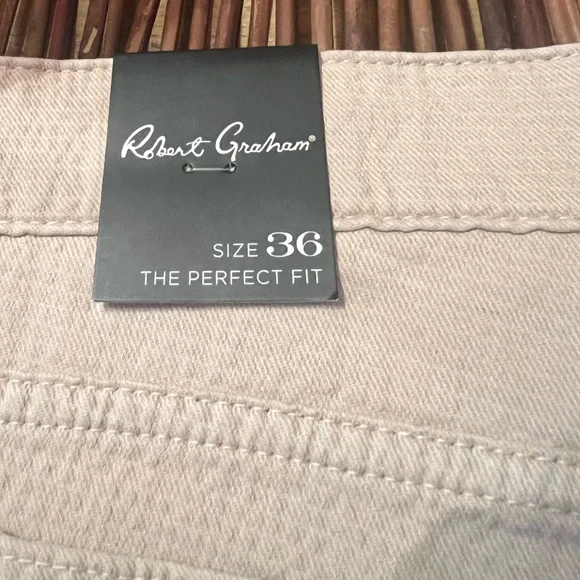 Robert Graham®
SIZE 36
THE PERFECT FIT